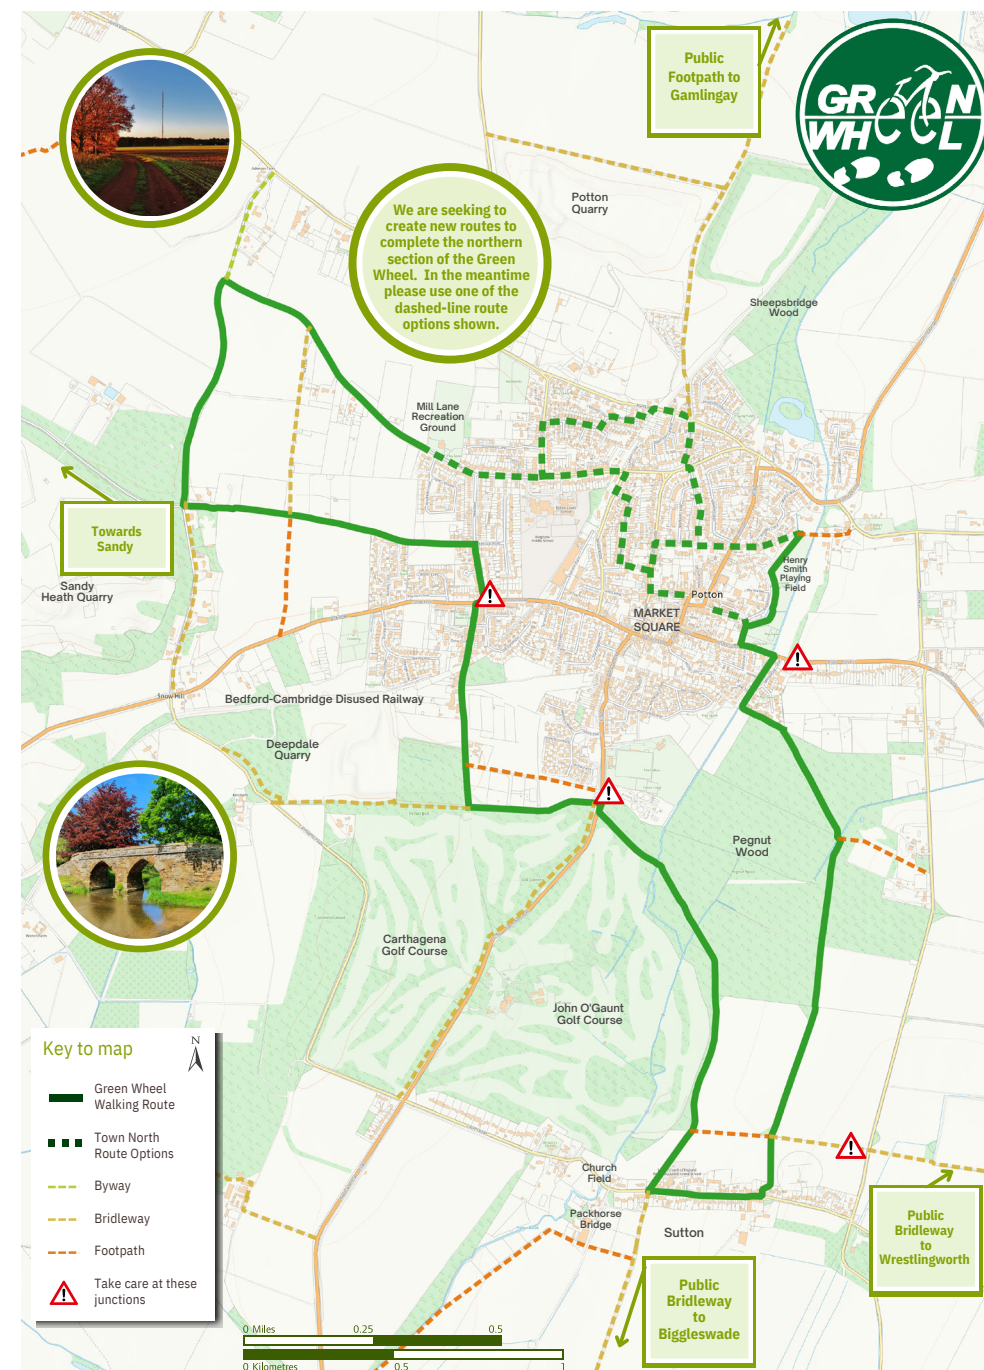 Public
Footpath to
Gamlingay
GR N
WH L
Potton
Quarry
We are seeking to
create new routes to
complete the northern
section of the Green
Wheel. In the meantime
please use one of the
dashed-line route
options shown.
Sheepsbridge
Wood
Mill Lane
Recreation
Ground
Towards
Sandy
Sandy
Heath Quarry
Henry
Smith
Playing
Field
Potton
MARKET
SQUARE
Snow Hill
Bedford-Cambridge Disused Railway
Deepdale
Quarry
Pegnut
Wood
Carthagena
Golf Course
John O'Gaunt
Golf Course
Key to map
N
Green Wheel
Walking Route
Town North
Route Options
Byway
Bridleway
Footpath
Take care at these
junctions
Church
Field
Packhorse
Bridge
Sutton
Public
Bridleway
to
Wrestlingworth
Public
Bridleway
to
Biggleswade
0 Miles 0.25 0.5
0 Kilometres 0.5 1